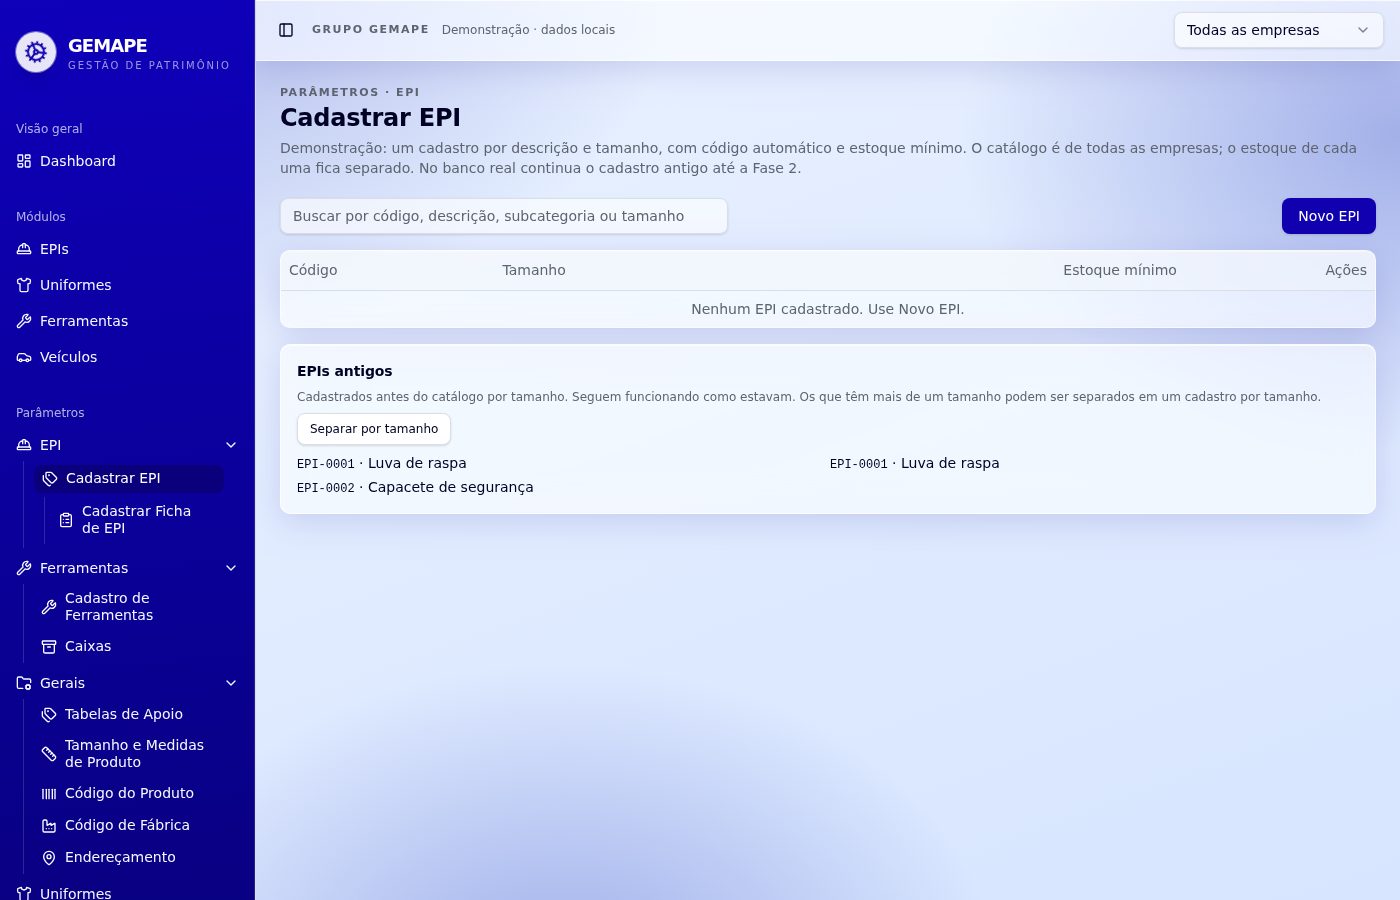 GEMAPE
GESTÃO DE PATRIMÔNIO
Visão geral
Dashboard
Módulos
EPIs
Uniformes
Ferramentas
Veículos
Parâmetros
EPI
Cadastrar EPI
Cadastrar Ficha
de EPI
Ferramentas
Cadastro de
Ferramentas
Caixas
Gerais
Tabelas de Apoio
Tamanho e Medidas
de Produto
Código do Produto
Código de Fábrica
Endereçamento
Uniformes
GRUPO GEMAPE Demonstração · dados locais
Todas as empresas
PARÂMETROS · EPI
Cadastrar EPI
Demonstração: um cadastro por descrição e tamanho, com código automático e estoque mínimo. O catálogo é de todas as empresas; o estoque de cada
uma fica separado. No banco real continua o cadastro antigo até a Fase 2.
Buscar por código, descrição, subcategoria ou tamanho
Novo EPI
Código Tamanho Estoque mínimo Ações
Nenhum EPI cadastrado. Use Novo EPI.
EPIs antigos
Cadastrados antes do catálogo por tamanho. Seguem funcionando como estavam. Os que têm mais de um tamanho podem ser separados em um cadastro por tamanho.
Separar por tamanho
EPI-0001 · Luva de raspa EPI-0001 · Luva de raspa
EPI-0002 · Capacete de segurança